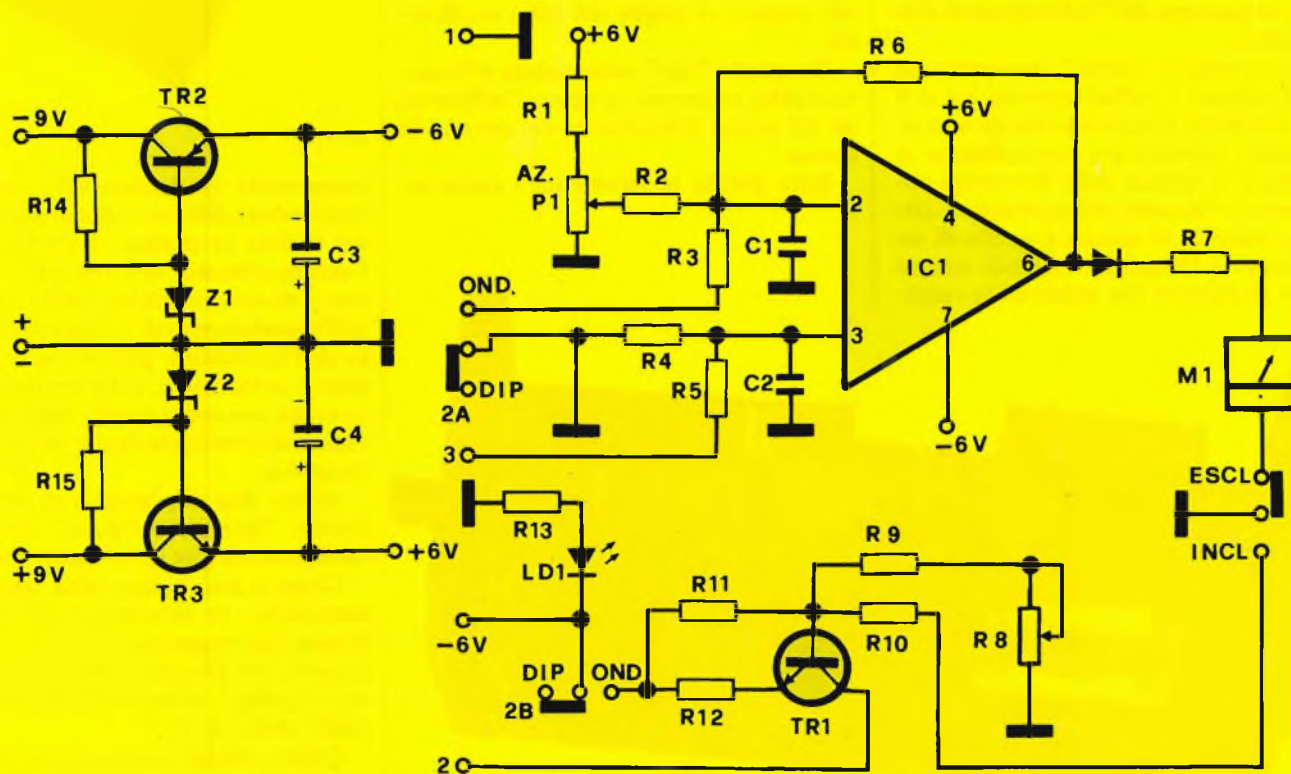 TR2
-9V
-6V
R14
C3
-
+
Z1
+
-
Z2
-
C4
+
R15
+9V
+6V
TR3
1
+6V
R1
AZ.
P1
R2
R6
+6V
4
2
R3
C1
IC1
6
R7
OND.
7
3
R4
R5
C2
DIP
2A
3
-6V
M1
ESCL
INCL
R13
LD1
-6V
DIP
OND
2B
R11
R12
R9
R10
R8
TR1
2